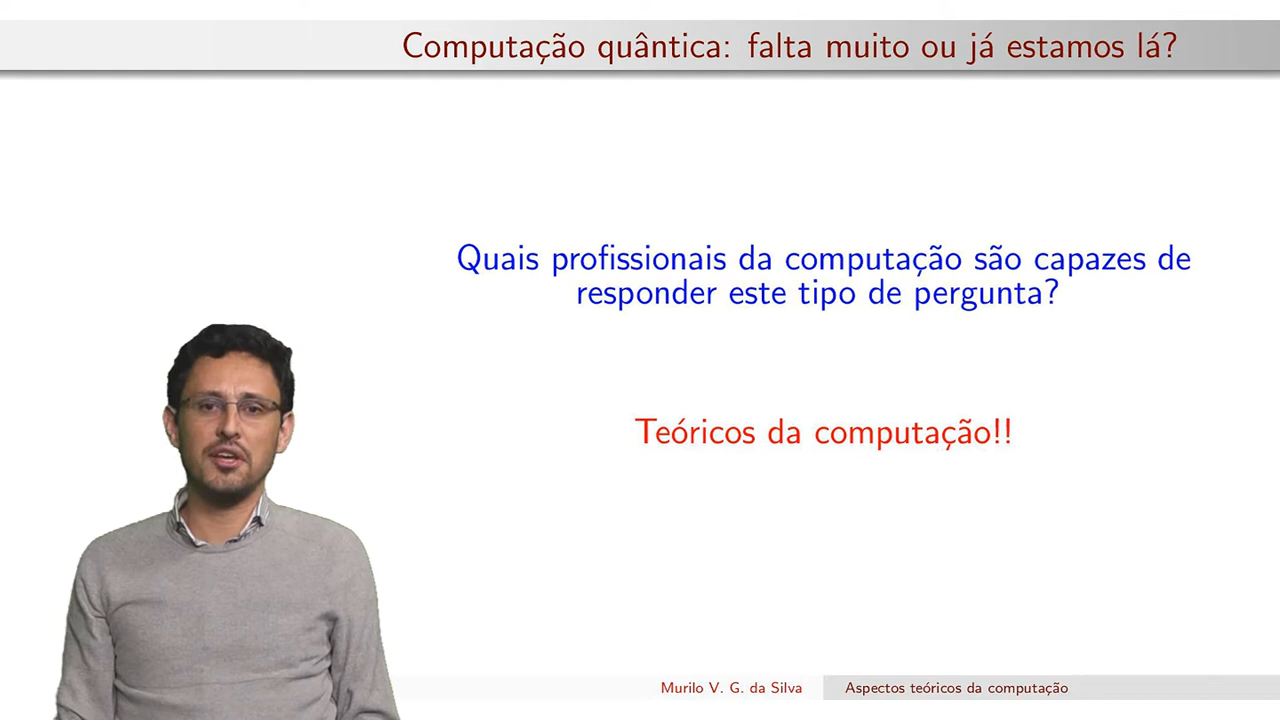 Computação quântica: falta muito ou já estamos lá?
Quais profissionais da computação são capazes de
responder este tipo de pergunta?
Teóricos da computação!!
Murilo V. G. da Silva
Aspectos teóricos da computação